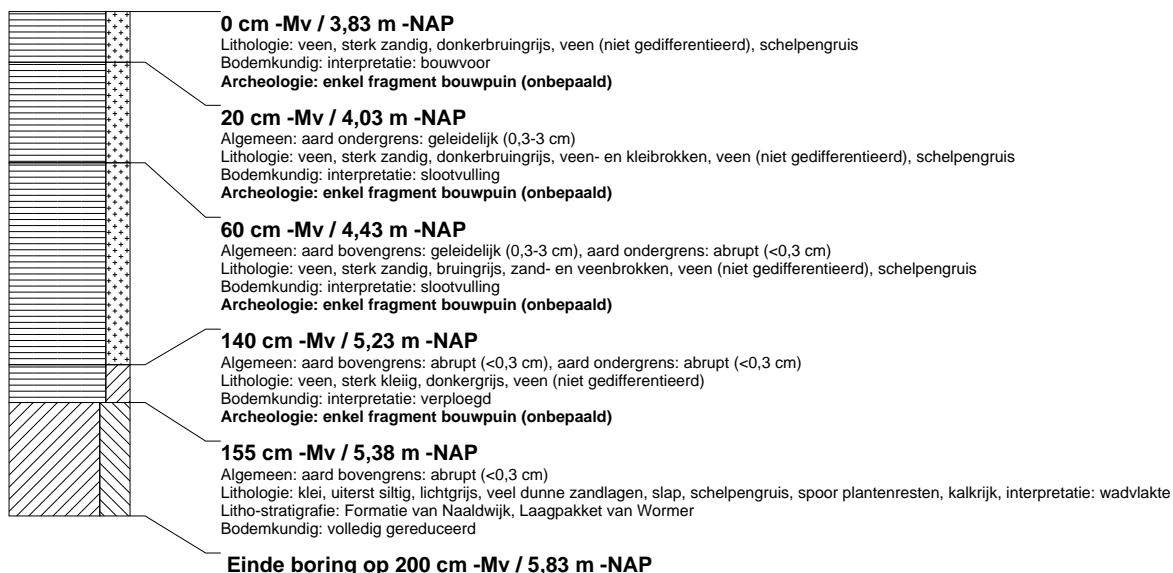 0 cm -Mv / 3,83 m -NAP
Lithologie: veen, sterk zandig, donkerbruingrijs, veen (niet gedifferentieerd), schelpengruis
Bodemkundig: interpretatie: bouwvoor
Archeologie: enkel fragment bouwpuin (onbepaald)
20 cm -Mv / 4,03 m -NAP
Algemeen: aard ondergrens: geleidelijk (0,3-3 cm)
Lithologie: veen, sterk zandig, donkerbruingrijs, veen- en kleibrokken, veen (niet gedifferentieerd), schelpengruis
Bodemkundig: interpretatie: slootvulling
Archeologie: enkel fragment bouwpuin (onbepaald)
60 cm -Mv / 4,43 m -NAP
Algemeen: aard bovengrens: geleidelijk (0,3-3 cm), aard ondergrens: abrupt (<0,3 cm)
Lithologie: veen, sterk zandig, bruingrijs, zand- en veenbrokken, veen (niet gedifferentieerd), schelpengruis
Bodemkundig: interpretatie: slootvulling
Archeologie: enkel fragment bouwpuin (onbepaald)
140 cm -Mv / 5,23 m -NAP
Algemeen: aard bovengrens: abrupt (<0,3 cm), aard ondergrens: abrupt (<0,3 cm)
Lithologie: veen, sterk kleiig, donkergrijs, veen (niet gedifferentieerd)
Bodemkundig: interpretatie: verploegd
Archeologie: enkel fragment bouwpuin (onbepaald)
155 cm -Mv / 5,38 m -NAP
Algemeen: aard bovengrens: abrupt (<0,3 cm)
Lithologie: klei, uiterst siltig, lichtgrijs, veel dunne zandlagen, slap, schelpengruis, spoor plantenresten, kalkrijk, interpretatie: wadvlakte
Litho-stratigrafie: Formatie van Naaldwijk, Laagpakket van Wormer
Bodemkundig: volledig gereduceerd
Einde boring op 200 cm -Mv / 5,83 m -NAP